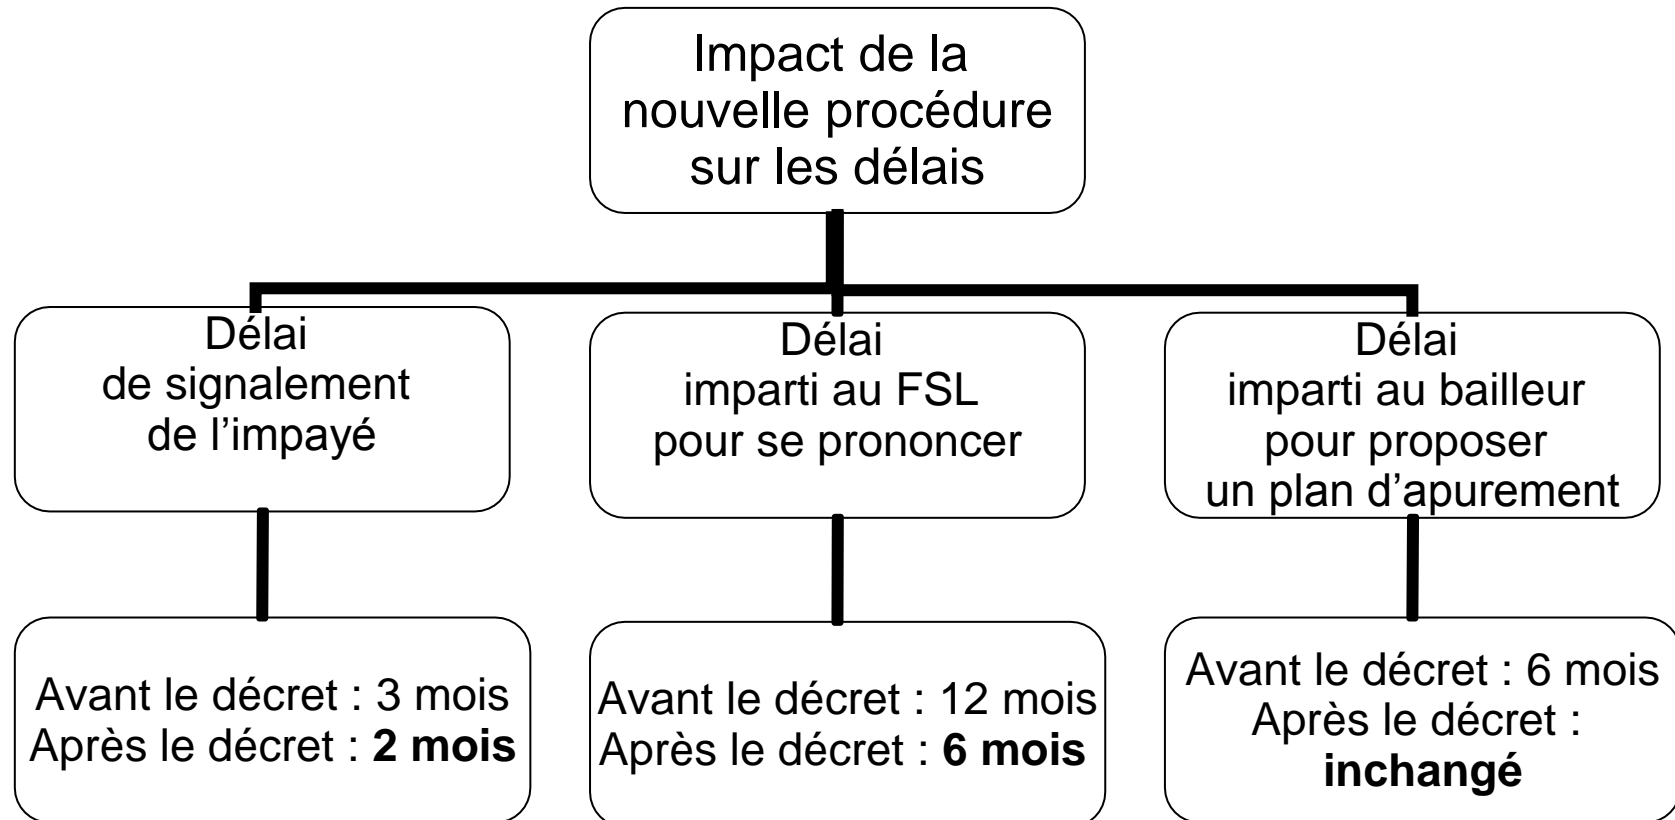 Impact de la
nouvelle procédure
sur les délais
Délai
de signalement
de l’impayé
Délai
imparti au FSL
pour se prononcer
Délai
imparti au bailleur
pour proposer
un plan d’apurement
Avant le décret : 3 mois
Après le décret : 2 mois
Avant le décret : 12 mois
Après le décret : 6 mois
Avant le décret : 6 mois
Après le décret :
inchangé